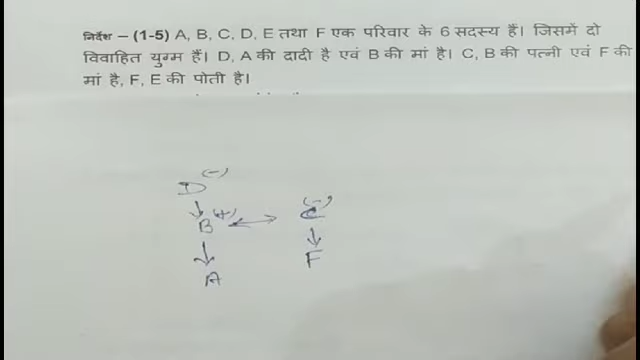 निर्देश – (1-5) A, B, C, D, E तथा F एक परिवार के 6 सदस्य हैं। जिसमें दो
विवाहित युग्म हैं। D, A की दादी है एवं B की मां है। C, B की पत्नी एवं F की
मां है, F, E की पोती है।
D (-)
B (+) ↔ C (-)
A F